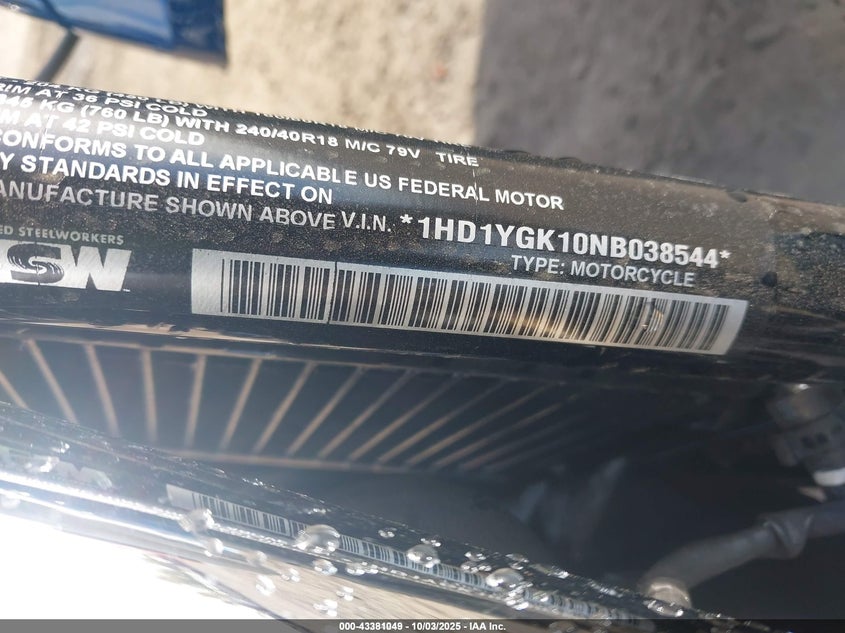 RIM AT 36 PSI COLD
345 KG (760 LB) WITH 240/40R18 M/C 79V TIRE
AT 42 PSI COLD
CONFORMS TO ALL APPLICABLE US FEDERAL MOTOR
STANDARDS IN EFFECT ON
MANUFACTURE SHOWN ABOVE V.I.N. *1HD1YGK10NB038544*
TYPE: MOTORCYCLE
STEELWORKERS
USW
000-43381049 - 10/03/2025 - IAA Inc.